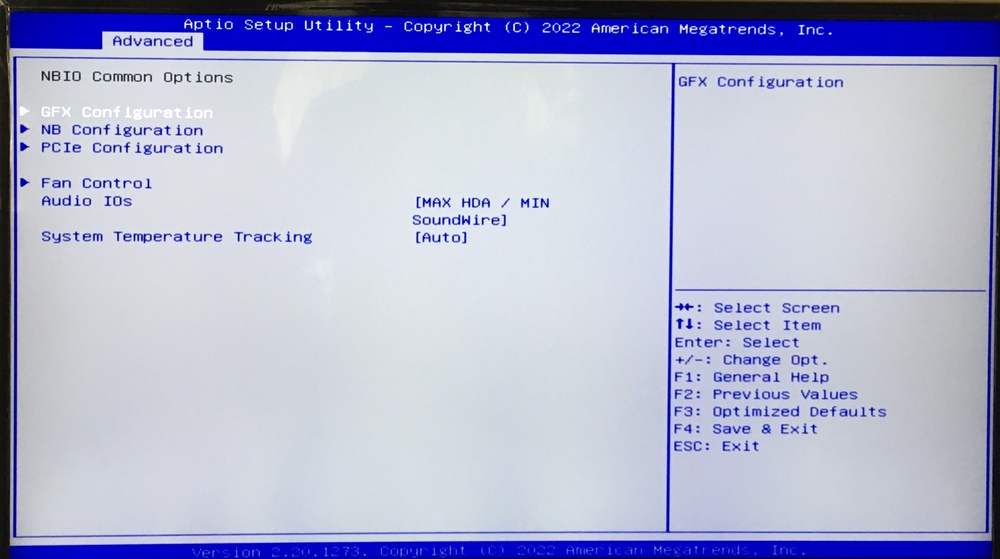 Aptio Setup Utility – Copyright (C) 2022 American Megatrends, Inc.
Advanced
NBIO Common Options
GFX Configuration
NB Configuration
PCIe Configuration
Fan Control
Audio IOs [MAX HDA / MIN
SoundWire]
System Temperature Tracking [Auto]
GFX Configuration
→←: Select Screen
↑↓: Select Item
Enter: Select
+/-: Change Opt.
F1: General Help
F2: Previous Values
F3: Optimized Defaults
F4: Save & Exit
ESC: Exit
Version 2.20.1273. Copyright (C) 2022 American Megatrends, Inc.